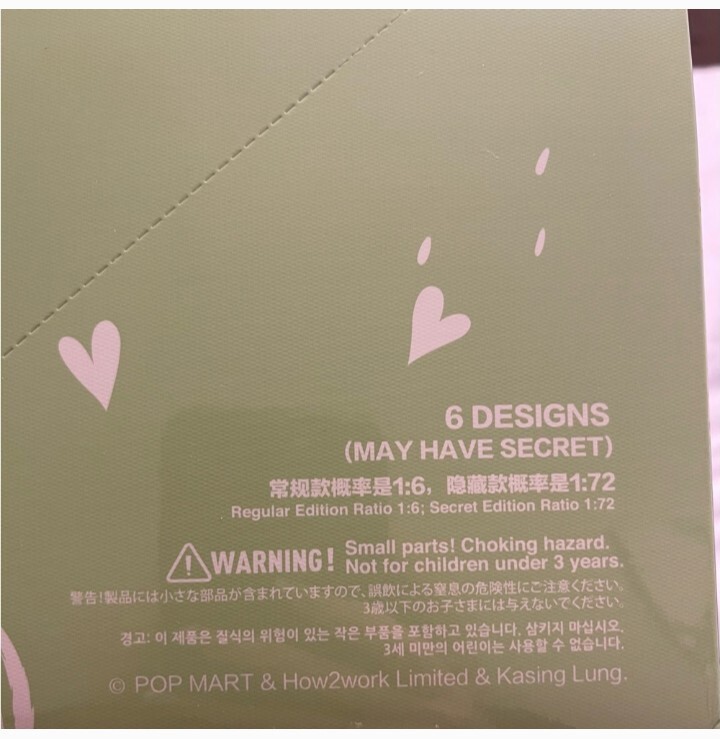 6 DESIGNS
(MAY HAVE SECRET)
常规款概率是1:6，隐藏款概率是1:72
Regular Edition Ratio 1:6; Secret Edition Ratio 1:72
WARNING!
Small parts! Choking hazard.
Not for children under 3 years.
警告!製品には小さな部品が含まれていますので、誤飲による窒息の危険性にご注意ください。
3歳以下のお子さまには与えないでください。
경고: 이 제품은 질식의 위험이 있는 작은 부품을 포함하고 있습니다. 삼키지 마십시오.
3세 미만의 어린이는 사용할 수 없습니다.
© POP MART & How2work Limited & Kasing Lung.